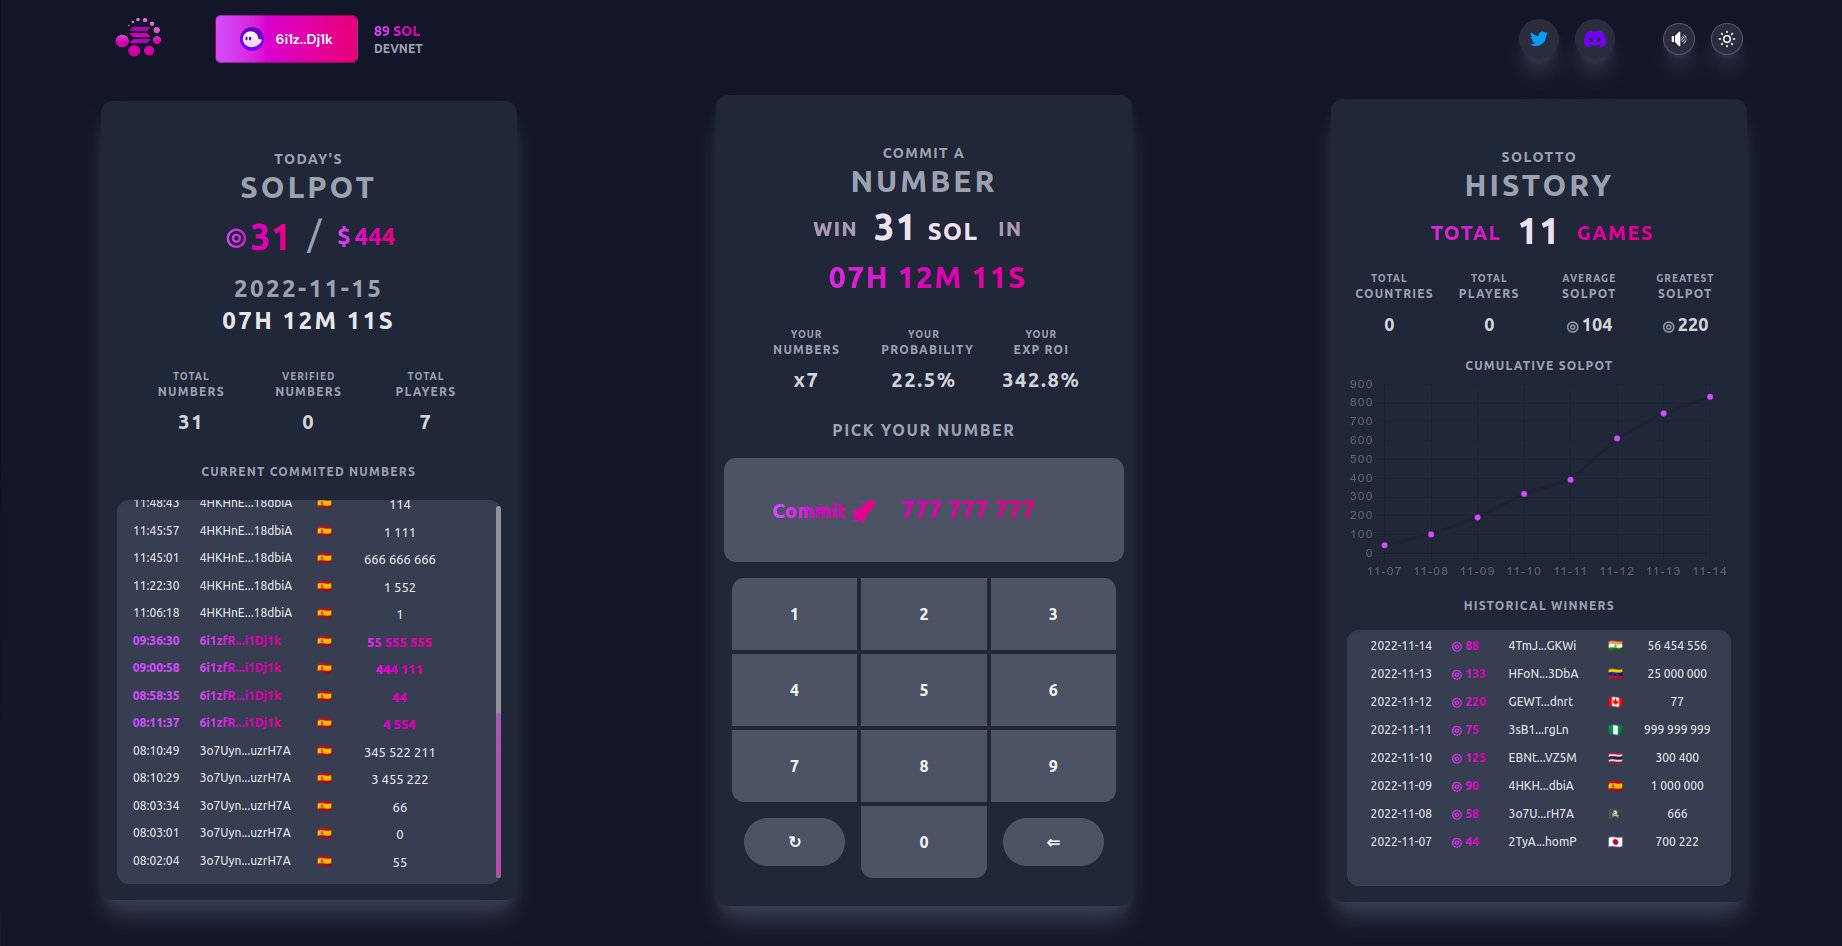 6i1z..Dj1k
89 SOL
DEVNET
TODAY'S
SOLPOT
31 / $ 444
2022-11-15
07H 12M 11S
TOTAL NUMBERS 31
VERIFIED NUMBERS 0
TOTAL PLAYERS 7
CURRENT COMMITED NUMBERS
11:48:43 4HKHnE...18dbiA 114
11:45:57 4HKHnE...18dbiA 1 111
11:45:01 4HKHnE...18dbiA 666 666 666
11:22:30 4HKHnE...18dbiA 1 552
11:06:18 4HKHnE...18dbiA 1
09:36:30 6i1zfR...i1Dj1k 55 555 555
09:00:58 6i1zfR...i1Dj1k 444 111
08:58:35 6i1zfR...i1Dj1k 44
08:11:37 6i1zfR...i1Dj1k 4 554
08:10:49 3o7Uyn...uzrH7A 345 522 211
08:10:29 3o7Uyn...uzrH7A 3 455 222
08:03:34 3o7Uyn...uzrH7A 66
08:03:01 3o7Uyn...uzrH7A 0
08:02:04 3o7Uyn...uzrH7A 55
COMMIT A
NUMBER
WIN 31 SOL IN
07H 12M 11S
YOUR NUMBERS x7
YOUR PROBABILITY 22.5%
YOUR EXP ROI 342.8%
PICK YOUR NUMBER
Commit 777 777 777
1 2 3
4 5 6
7 8 9
↻ 0 ⇐
SOLOTTO
HISTORY
TOTAL 11 GAMES
TOTAL COUNTRIES 0
TOTAL PLAYERS 0
AVERAGE SOLPOT 104
GREATEST SOLPOT 220
CUMULATIVE SOLPOT
900
800
700
600
500
400
300
200
100
0
11-07 11-08 11-09 11-10 11-11 11-12 11-13 11-14
HISTORICAL WINNERS
2022-11-14 88 4TmJ...GKWi 56 454 556
2022-11-13 133 HFoN...3DbA 25 000 000
2022-11-12 220 GEWT...dnrt 77
2022-11-11 75 3sB1...rgLn 999 999 999
2022-11-10 125 EBNt...VZ5M 300 400
2022-11-09 90 4HKH...dbiA 1 000 000
2022-11-08 58 3o7U...rH7A 666
2022-11-07 44 2TyA...homP 700 222